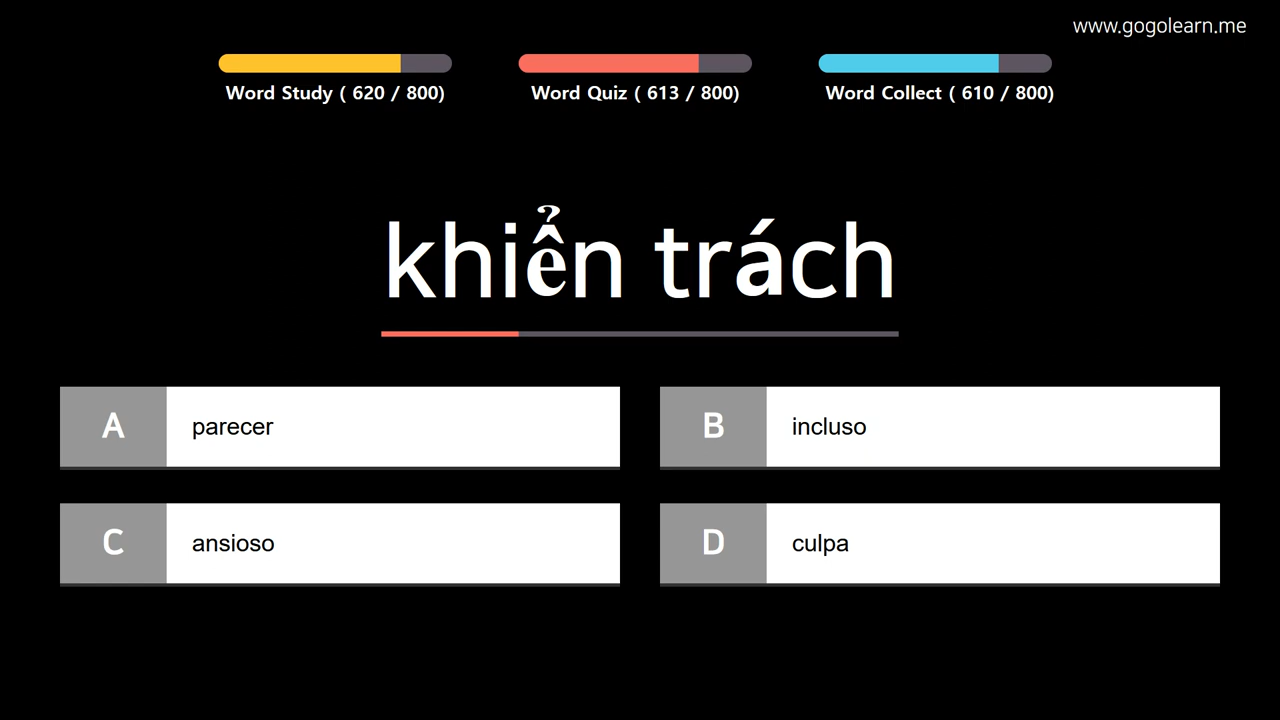 www.gogolearn.me
Word Study ( 620 / 800)
Word Quiz ( 613 / 800)
Word Collect ( 610 / 800)
khiển trách
A parecer
B incluso
C ansioso
D culpa